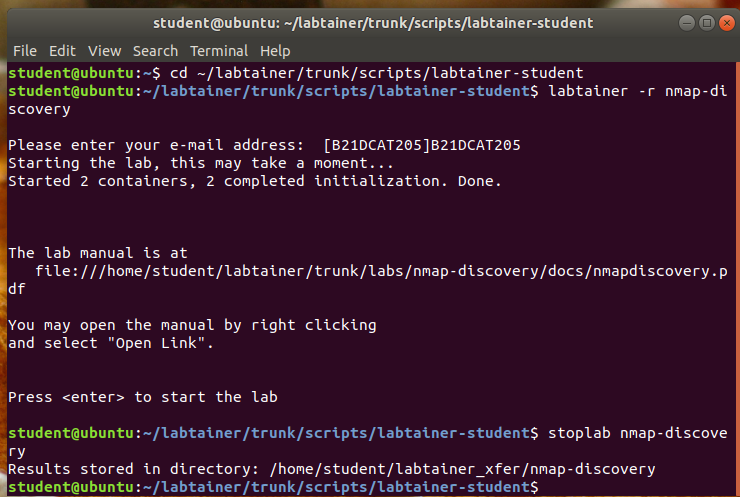 student@ubuntu: ~/labtainer/trunk/scripts/labtainer-student
File Edit View Search Terminal Help
student@ubuntu:~$ cd ~/labtainer/trunk/scripts/labtainer-student
student@ubuntu:~/labtainer/trunk/scripts/labtainer-student$ labtainer -r nmap-di
scovery
Please enter your e-mail address:  [B21DCAT205]B21DCAT205
Starting the lab, this may take a moment...
Started 2 containers, 2 completed initialization. Done.
The lab manual is at
   file:///home/student/labtainer/trunk/labs/nmap-discovery/docs/nmapdiscovery.p
df
You may open the manual by right clicking
and select "Open Link".
Press <enter> to start the lab
student@ubuntu:~/labtainer/trunk/scripts/labtainer-student$ stoplab nmap-discove
ry
Results stored in directory: /home/student/labtainer_xfer/nmap-discovery
student@ubuntu:~/labtainer/trunk/scripts/labtainer-student$